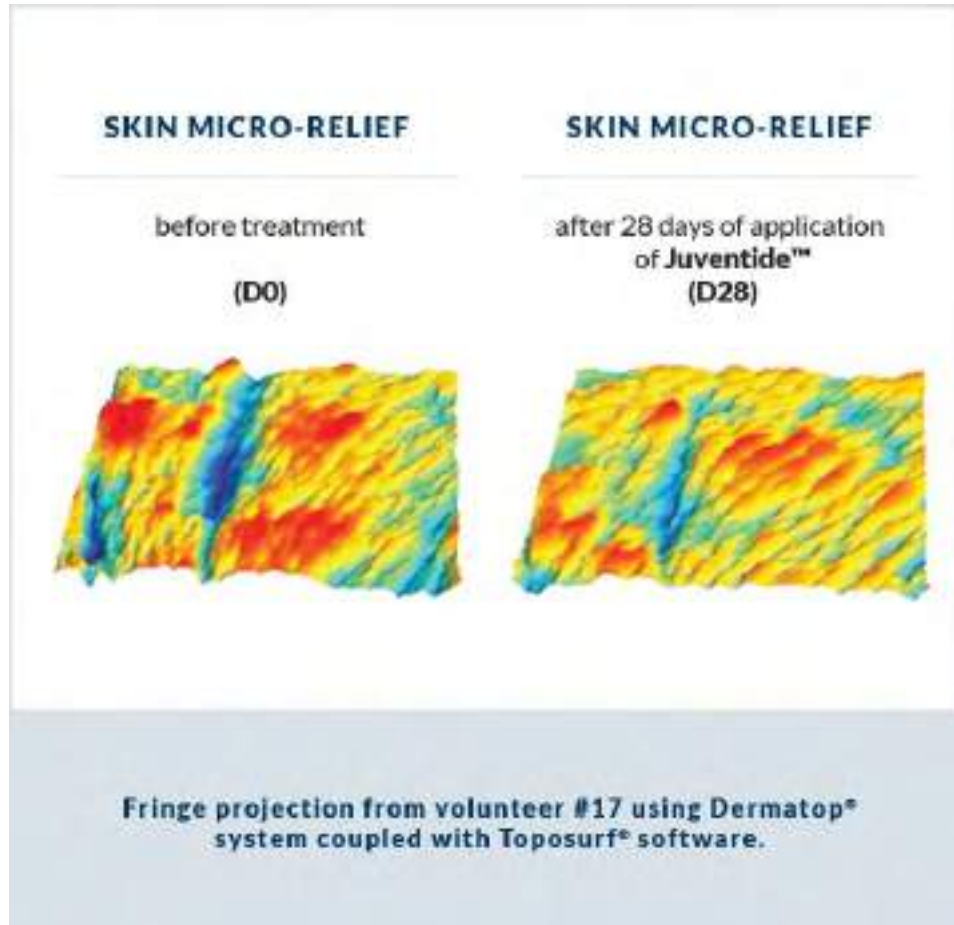 SKIN MICRO-RELIEF
before treatment
(D0)
SKIN MICRO-RELIEF
after 28 days of application
of Juventide™
(D28)
Fringe projection from volunteer #17 using Dermatop®
system coupled with Toposurf® software.